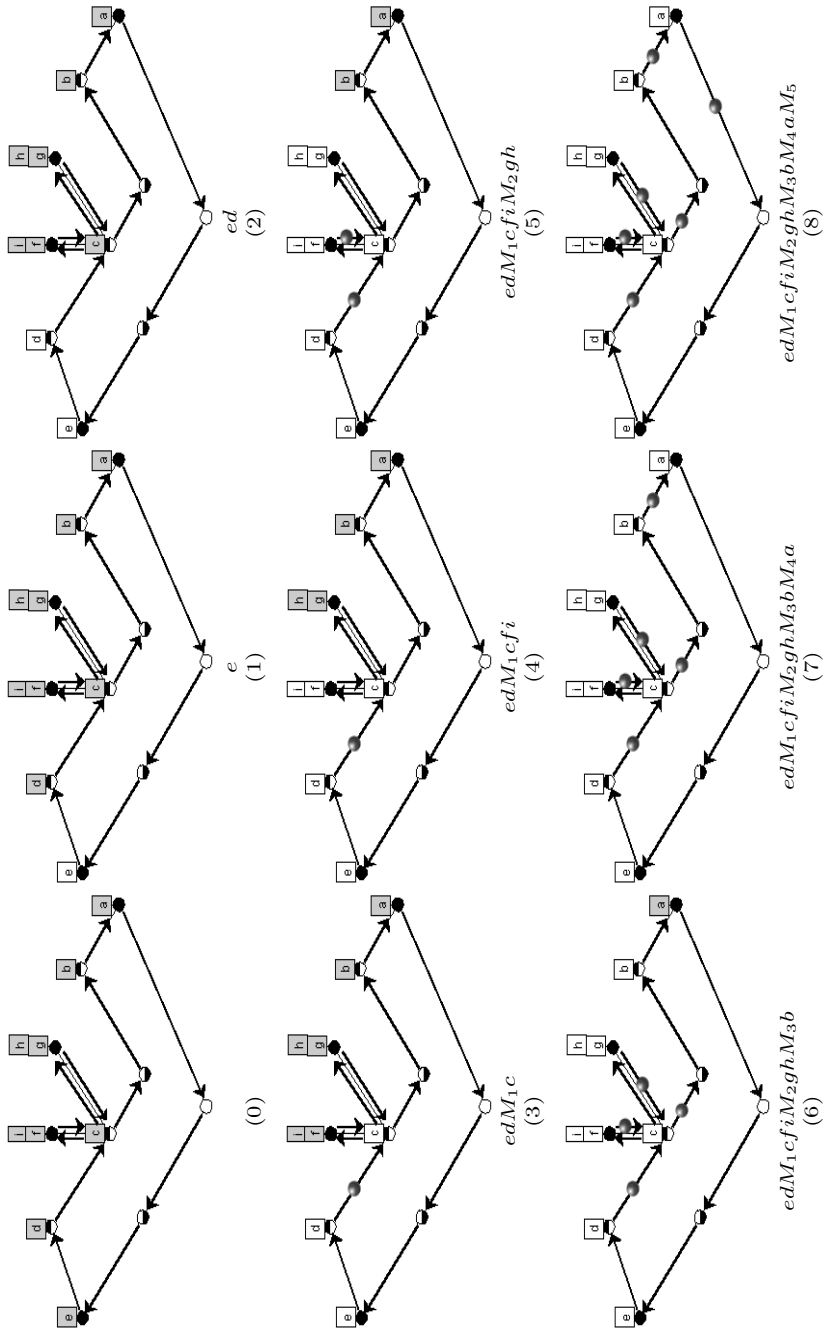 i h
f g
d
e b
c a
(0)
i h
f g
d
e b
c a
e
(1)
i h
f g
d
e b
c a
ed
(2)
i h
f g
d
e b
c a
edM₁c
(3)
i h
f g
d
e b
c a
edM₁cfi
(4)
i h
f g
d
e b
c a
edM₁cfiM₂gh
(5)
i h
f g
d
e b
c a
edM₁cfiM₂ghM₃b
(6)
i h
f g
d
e b
c a
edM₁cfiM₂ghM₃bM₄a
(7)
i h
f g
d
e b
c a
edM₁cfiM₂ghM₃bM₄aM₅
(8)